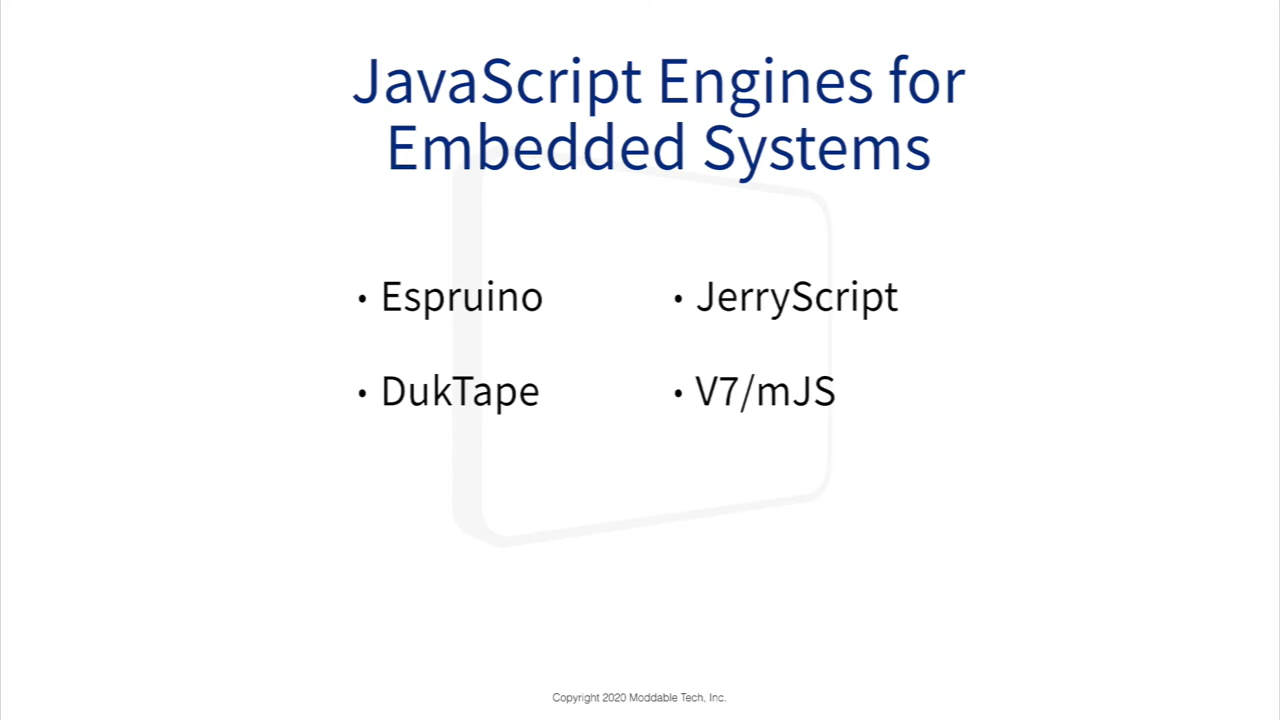 JavaScript Engines for
Embedded Systems
• Espruino
• DukTape
• JerryScript
• V7/mJS
Copyright 2020 Moddable Tech, Inc.